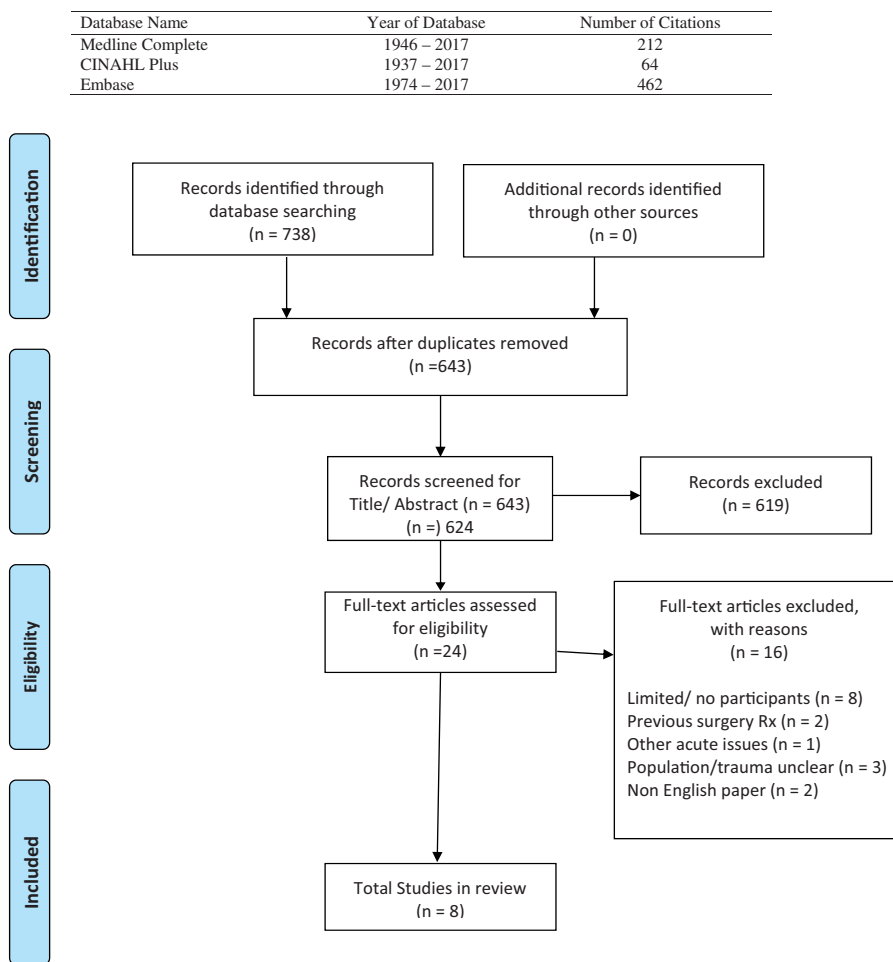 Database Name Year of Database Number of Citations
Medline Complete 1946 – 2017 212
CINAHL Plus 1937 – 2017 64
Embase 1974 – 2017 462
Identification
Records identified through
database searching
(n = 738)
Additional records identified
through other sources
(n = 0)
Records after duplicates removed
(n =643)
Screening
Records screened for
Title/ Abstract (n = 643)
(n =) 624
Records excluded
(n = 619)
Eligibility
Full-text articles assessed
for eligibility
(n =24)
Full-text articles excluded,
with reasons
(n = 16)
Limited/ no participants (n = 8)
Previous surgery Rx (n = 2)
Other acute issues (n = 1)
Population/trauma unclear (n = 3)
Non English paper (n = 2)
Included
Total Studies in review
(n = 8)